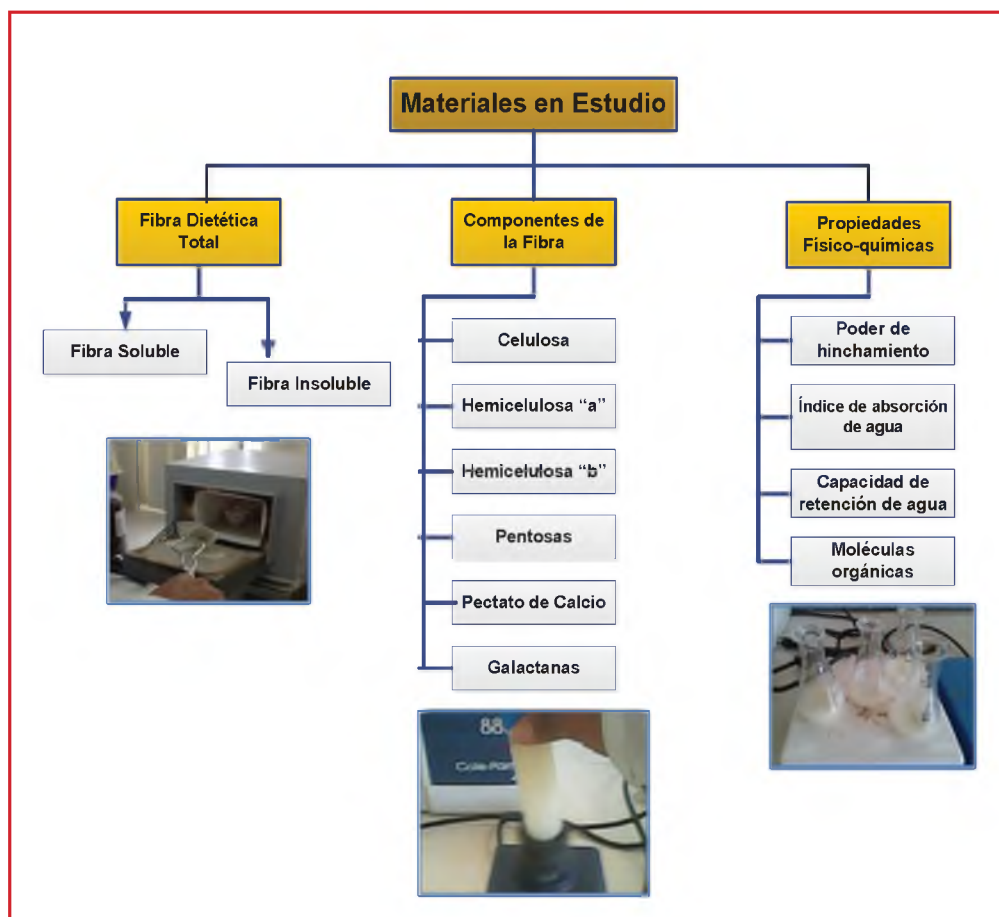 Materiales en Estudio
Fibra Dietética
Total
Fibra Soluble
Fibra Insoluble
Componentes de
la Fibra
Celulosa
Hemicelulosa “a”
Hemicelulosa “b”
Pentosas
Pectato de Calcio
Galactanas
Propiedades
Físico-químicas
Poder de
hinchamiento
Índice de absorción
de agua
Capacidad de
retención de agua
Moléculas
orgánicas
88